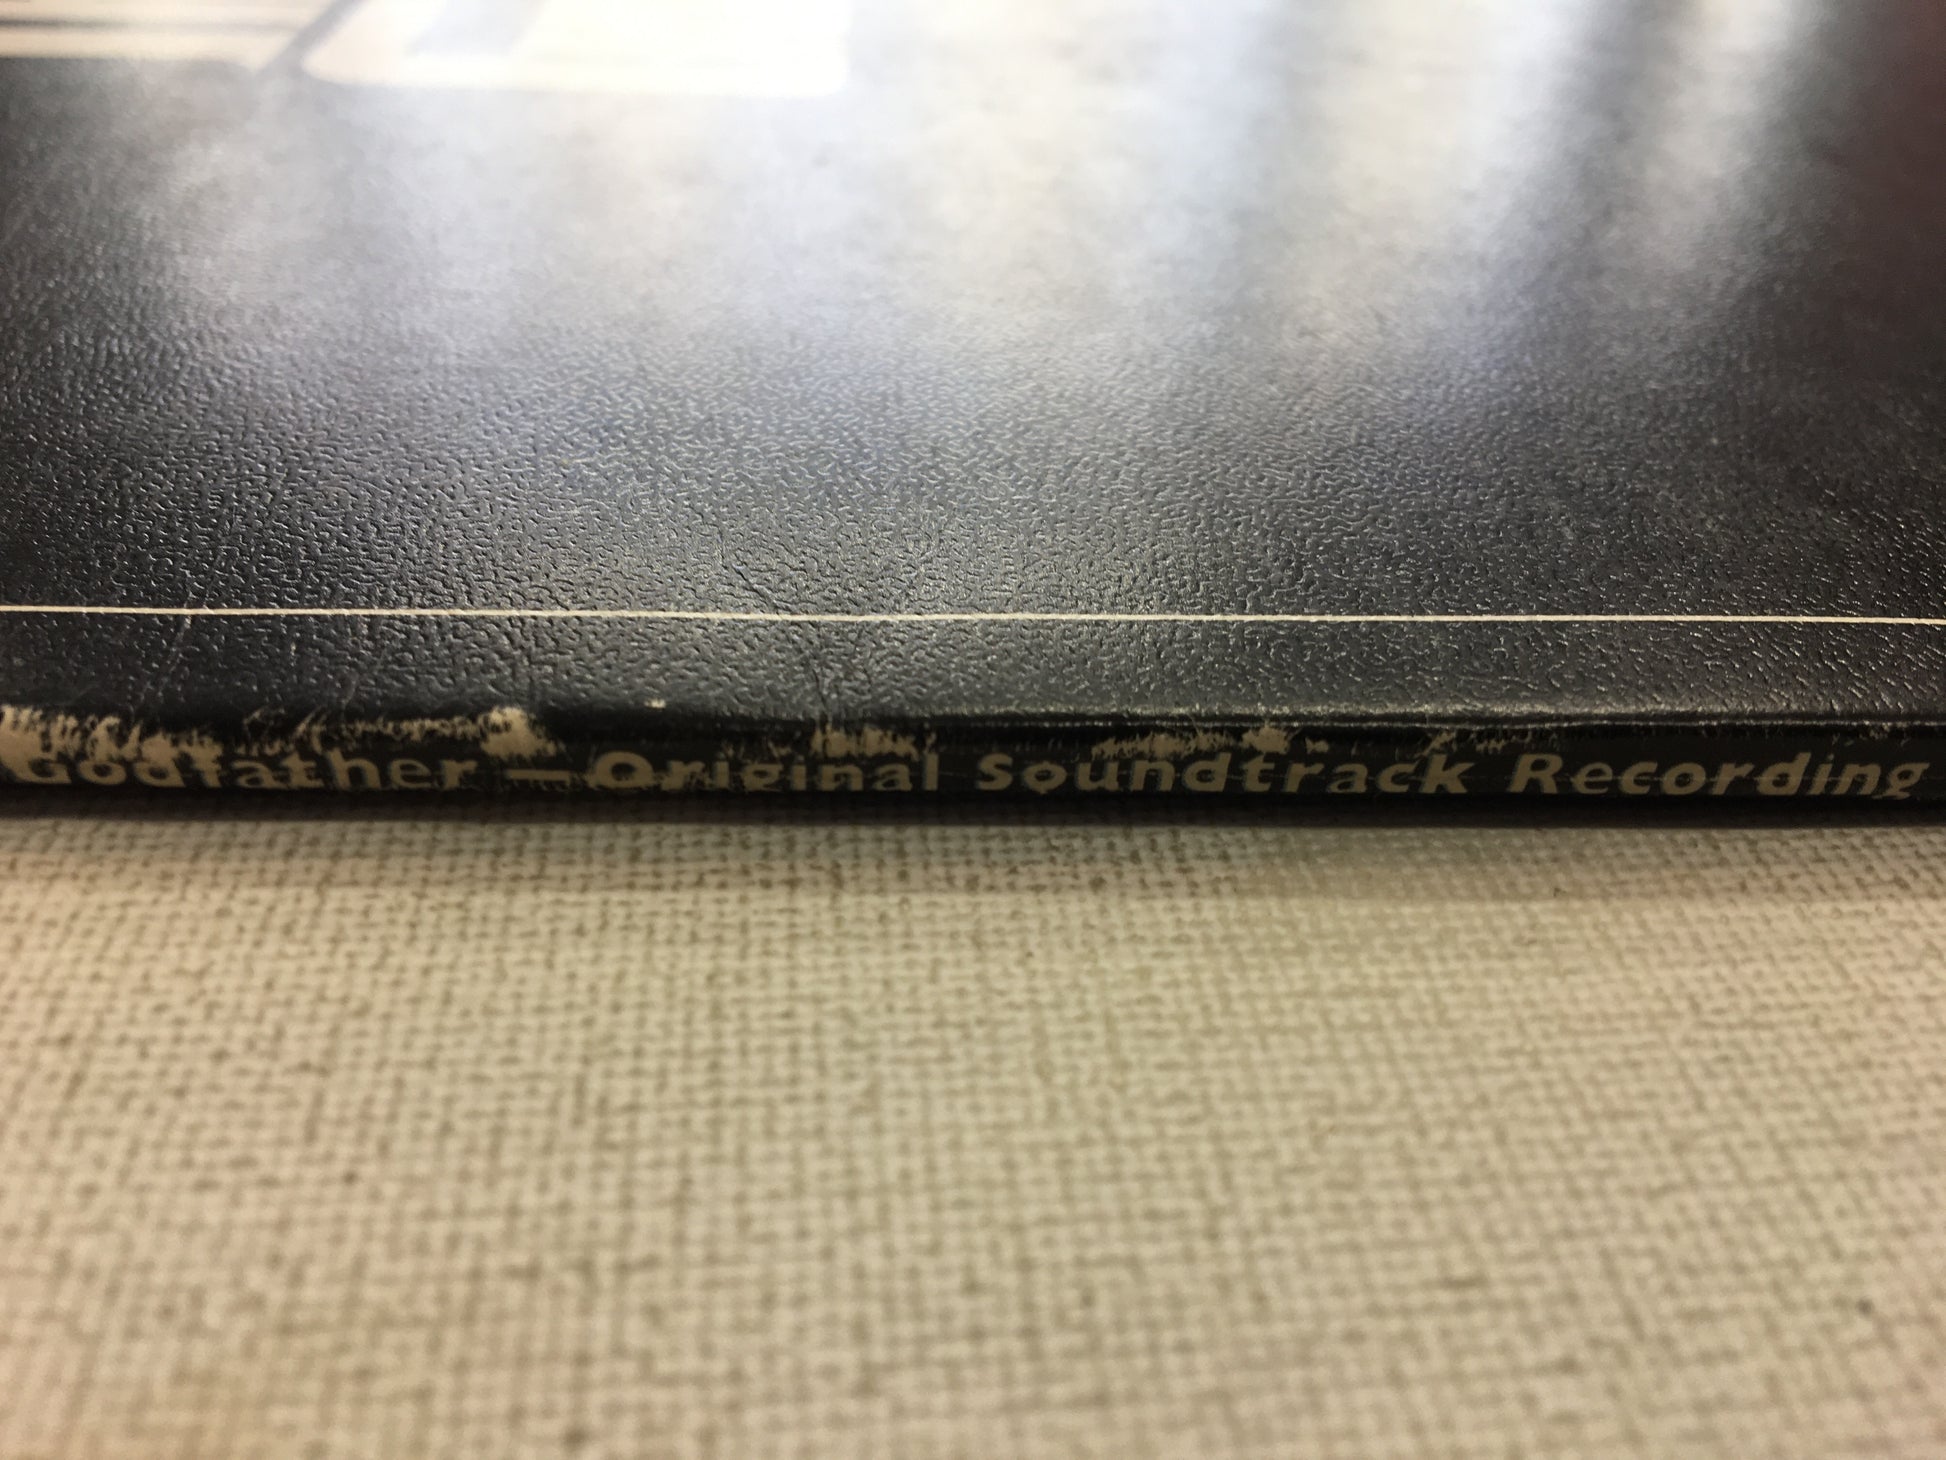 Godfather — Original Soundtrack Recording